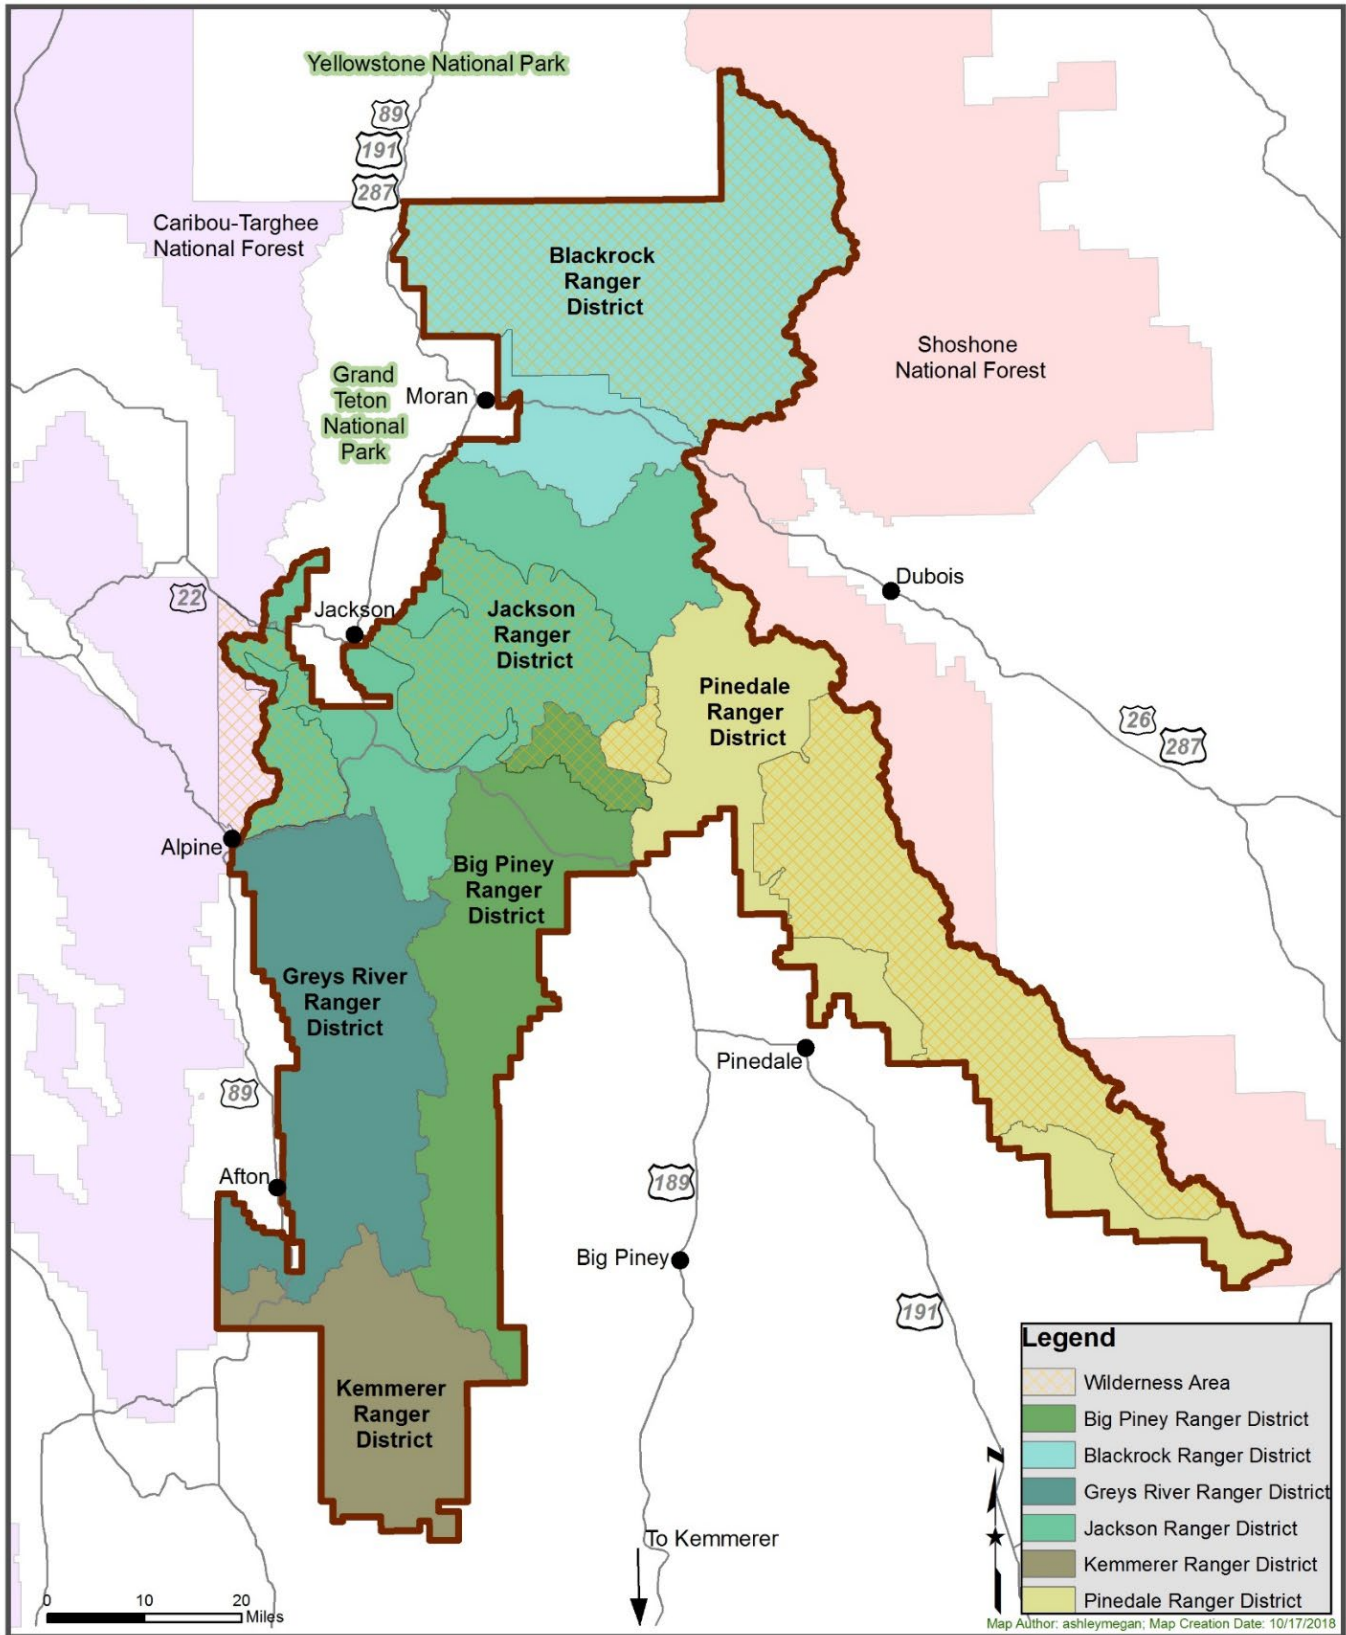 Yellowstone National Park
89
191
287
Caribou-Targhee
National Forest
Blackrock
Ranger
District
Shoshone
National Forest
Grand
Teton
National
Park
Moran
Dubois
22
Jackson
Jackson
Ranger
District
Pinedale
Ranger
District
26
287
Alpine
Big Piney
Ranger
District
Greys River
Ranger
District
Pinedale
89
Afton
189
Big Piney
191
Kemmerer
Ranger
District
To Kemmerer
Legend
Wilderness Area
Big Piney Ranger District
Blackrock Ranger District
Greys River Ranger District
Jackson Ranger District
Kemmerer Ranger District
Pinedale Ranger District
N
0 10 20
Miles
Map Author: ashleymegan; Map Creation Date: 10/17/2018